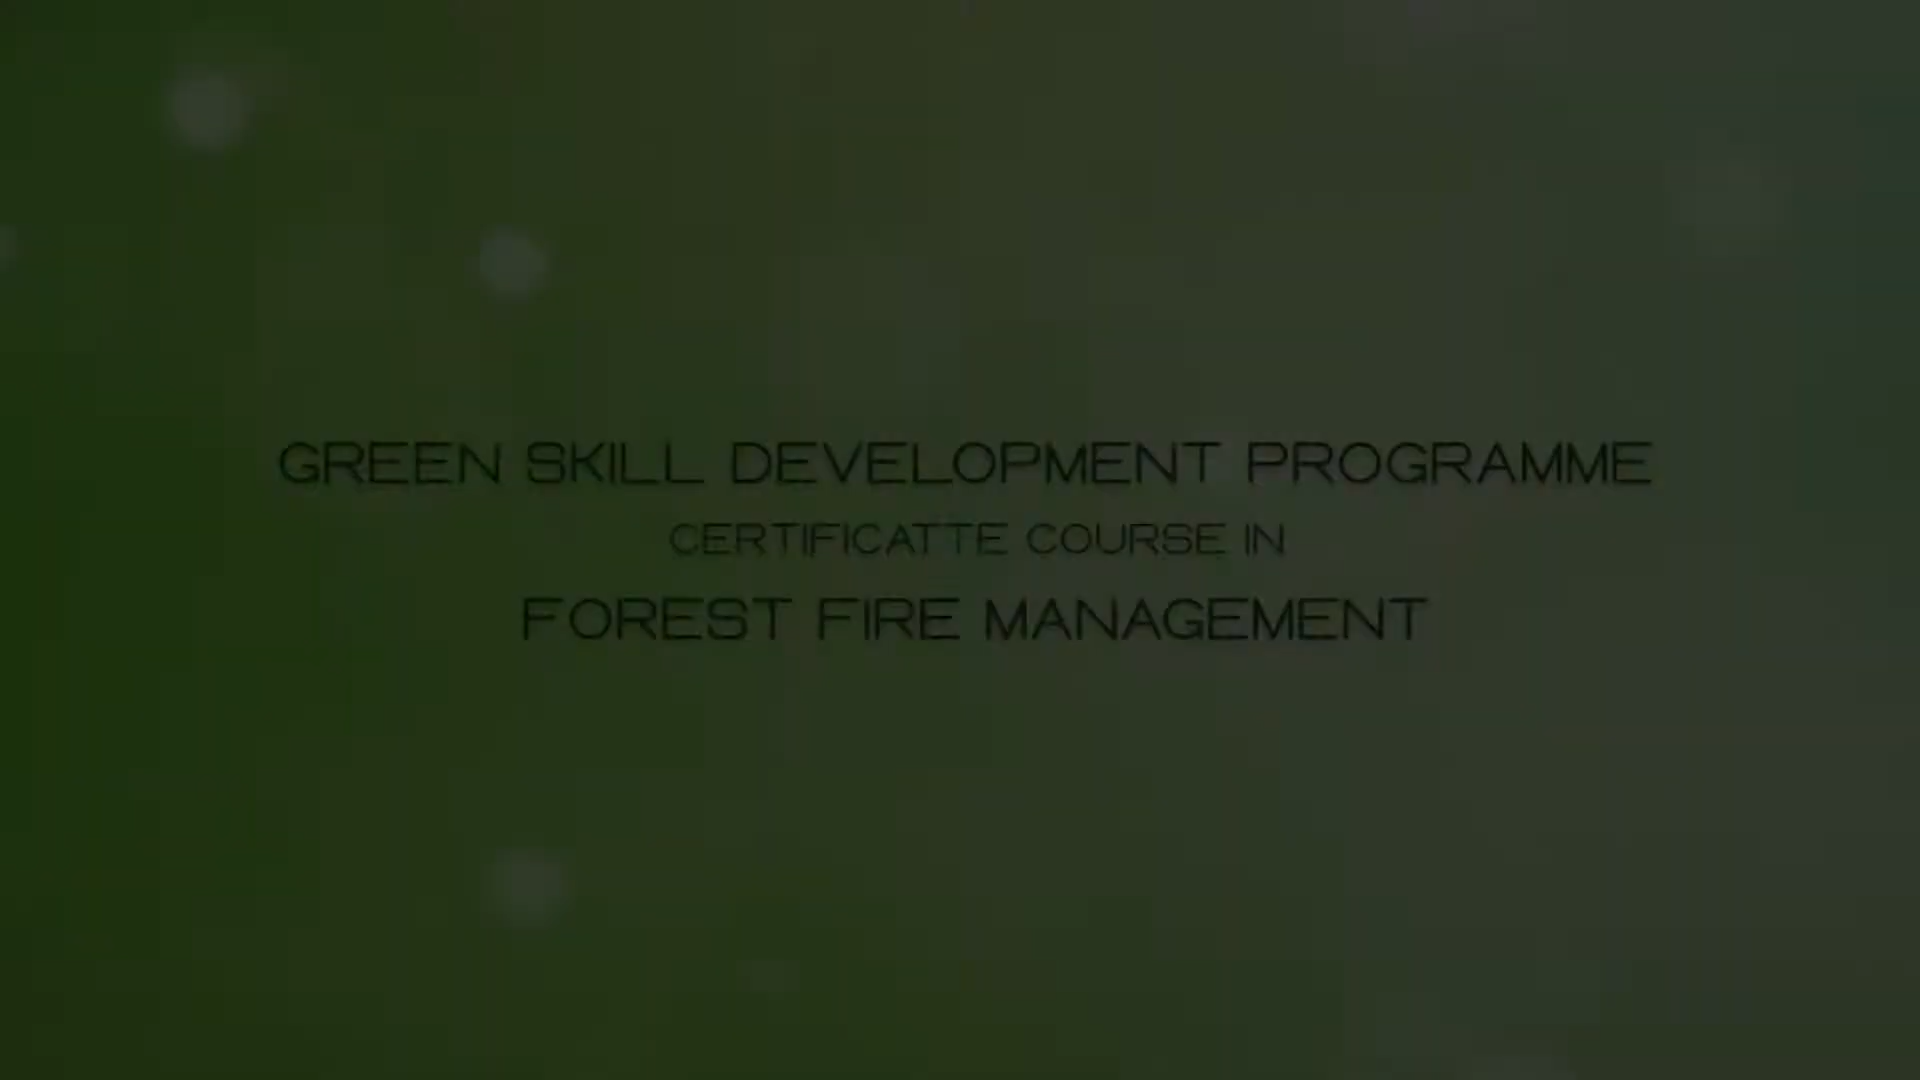 GREEN SKILL DEVELOPMENT PROGRAMME
CERTIFICATTE COURSE IN
FOREST FIRE MANAGEMENT